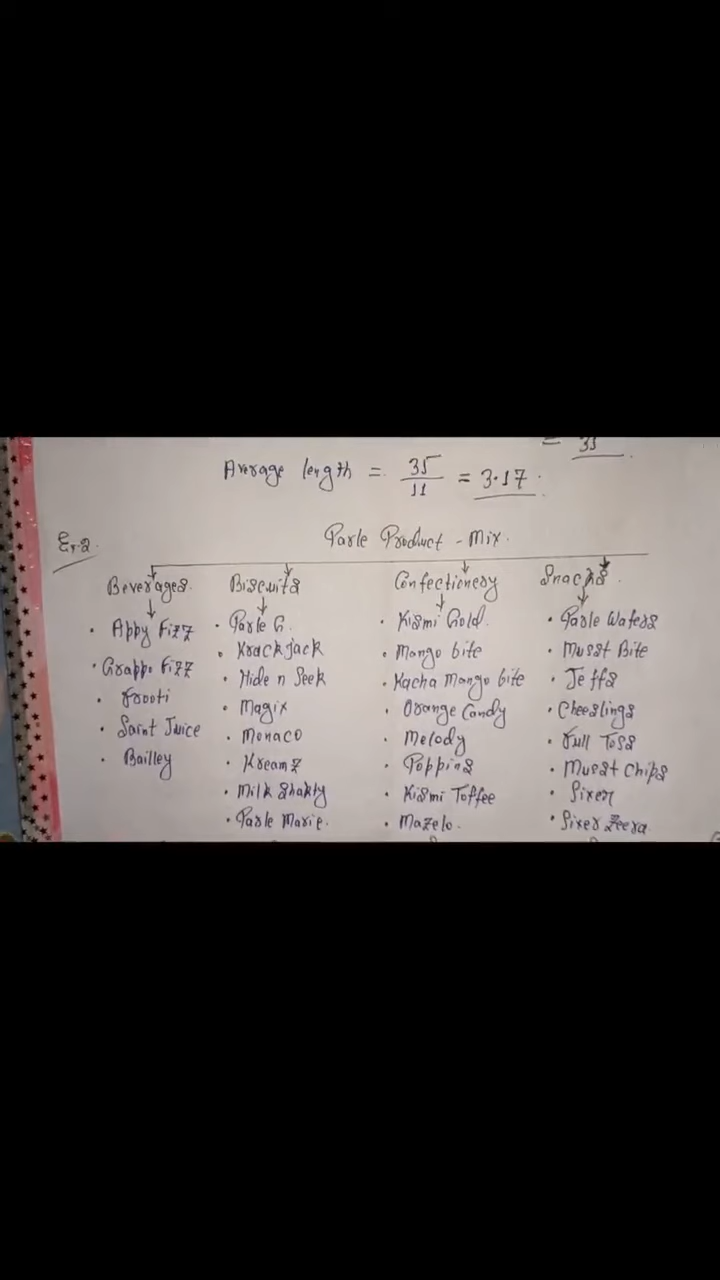 = 35
Average length = 35/11 = 3.17.
Ex.2. Parle Product - Mix.
Beverages. Biscuits Confectionery Snacks.
• Appy Fizz • Parle G. • Kismi Gold. • Parle Wafers
• Grappo Fizz • Krackjack • Mango bite • Musst Bite
• Frooti • Hide n Seek • Kacha Mango bite • Jeffs
• Saint Juice • Magix • Orange Candy • Cheeslings
• Bailley • Monaco • Melody • Full Toss
• Kreams • Poppins • Musst Chips
• Milk Shakty • Kismi Toffee • Sixer
• Parle Marie. • Mazelo. • Sixer Zeera